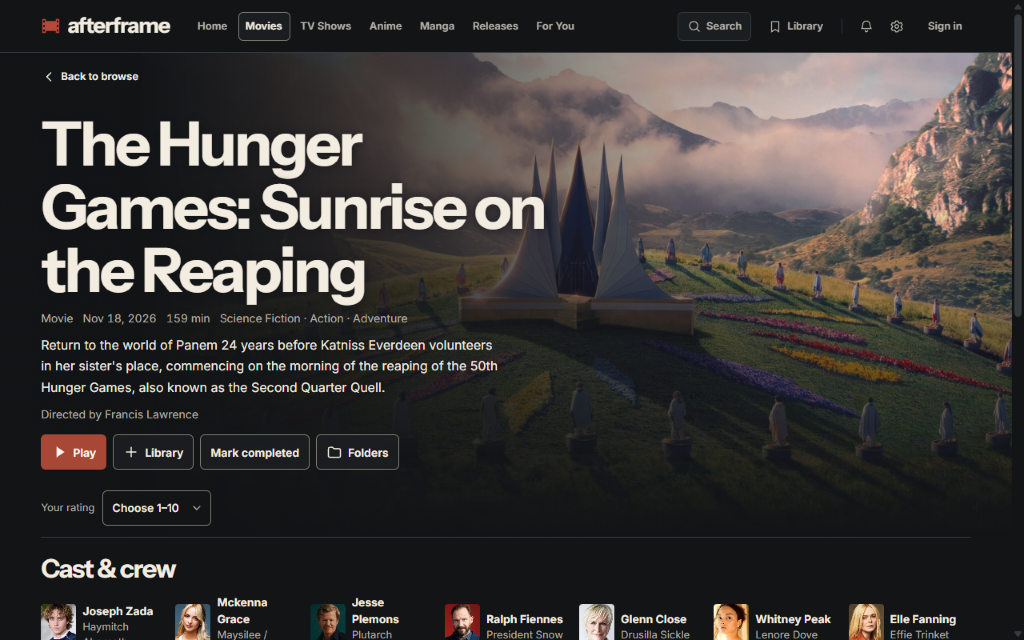 afterframe
Home
Movies
TV Shows
Anime
Manga
Releases
For You
Search
Library
Sign in
Back to browse
The Hunger
Games: Sunrise on
the Reaping
Movie Nov 18, 2026 159 min Science Fiction · Action · Adventure
Return to the world of Panem 24 years before Katniss Everdeen volunteers
in her sister's place, commencing on the morning of the reaping of the 50th
Hunger Games, also known as the Second Quarter Quell.
Directed by Francis Lawrence
Play
Library
Mark completed
Folders
Your rating
Choose 1–10
Cast & crew
Joseph Zada
Haymitch
Mckenna
Grace
Maysilee /
Jesse
Plemons
Plutarch
Ralph Fiennes
President Snow
Glenn Close
Drusilla Sickle
Whitney Peak
Lenore Dove
Elle Fanning
Effie Trinket